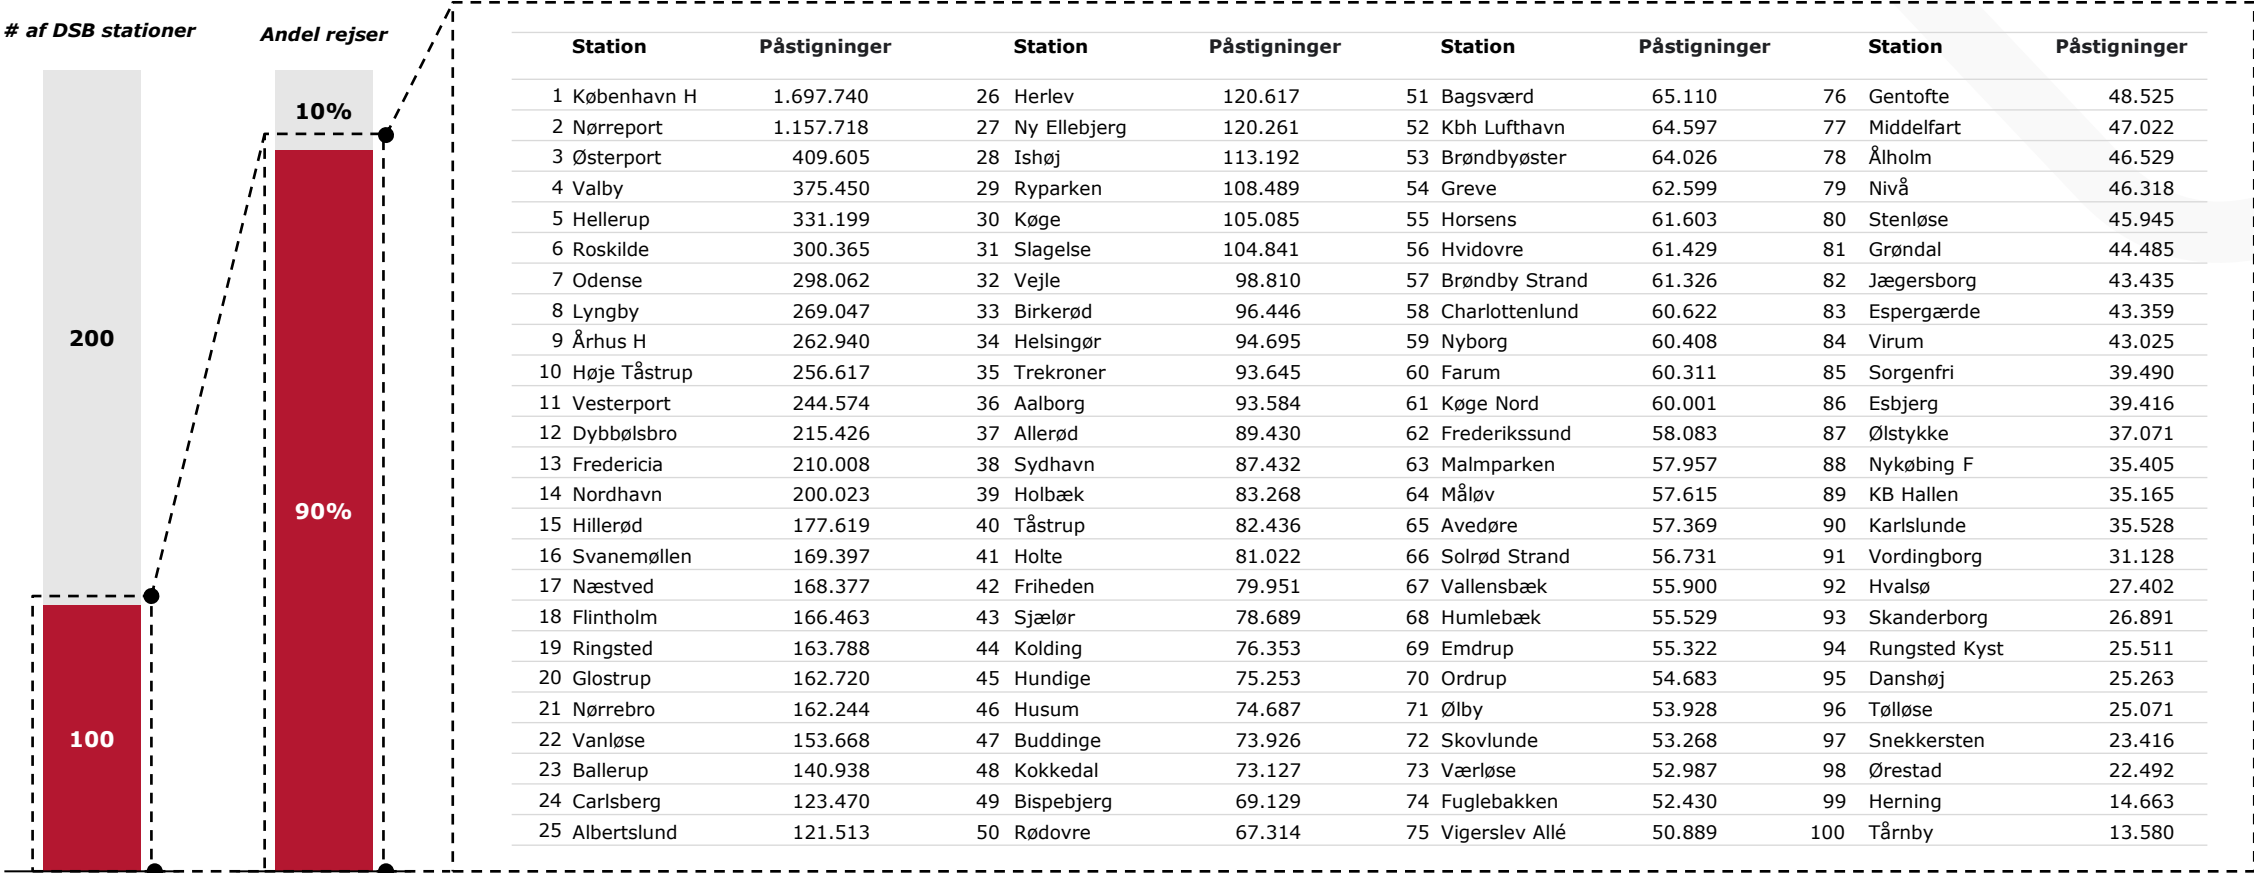 # af DSB stationer
200
100
Andel rejser
10%
90%
Station Påstigninger Station Påstigninger Station Påstigninger Station Påstigninger
1 København H 1.697.740 26 Herlev 120.617 51 Bagsværd 65.110 76 Gentofte 48.525
2 Nørreport 1.157.718 27 Ny Ellebjerg 120.261 52 Kbh Lufthavn 64.597 77 Middelfart 47.022
3 Østerport 409.605 28 Ishøj 113.192 53 Brøndbyøster 64.026 78 Ålholm 46.529
4 Valby 375.450 29 Ryparken 108.489 54 Greve 62.599 79 Nivå 46.318
5 Hellerup 331.199 30 Køge 105.085 55 Horsens 61.603 80 Stenløse 45.945
6 Roskilde 300.365 31 Slagelse 104.841 56 Hvidovre 61.429 81 Grøndal 44.485
7 Odense 298.062 32 Vejle 98.810 57 Brøndby Strand 61.326 82 Jægersborg 43.435
8 Lyngby 269.047 33 Birkerød 96.446 58 Charlottenlund 60.622 83 Espergærde 43.359
9 Århus H 262.940 34 Helsingør 94.695 59 Nyborg 60.408 84 Virum 43.025
10 Høje Tåstrup 256.617 35 Trekroner 93.645 60 Farum 60.311 85 Sorgenfri 39.490
11 Vesterport 244.574 36 Aalborg 93.584 61 Køge Nord 60.001 86 Esbjerg 39.416
12 Dybbølsbro 215.426 37 Allerød 89.430 62 Frederikssund 58.083 87 Ølstykke 37.071
13 Fredericia 210.008 38 Sydhavn 87.432 63 Malmparken 57.957 88 Nykøbing F 35.405
14 Nordhavn 200.023 39 Holbæk 83.268 64 Måløv 57.615 89 KB Hallen 35.165
15 Hillerød 177.619 40 Tåstrup 82.436 65 Avedøre 57.369 90 Karlslunde 35.528
16 Svanemøllen 169.397 41 Holte 81.022 66 Solrød Strand 56.731 91 Vordingborg 31.128
17 Næstved 168.377 42 Friheden 79.951 67 Vallensbæk 55.900 92 Hvalsø 27.402
18 Flintholm 166.463 43 Sjælør 78.689 68 Humlebæk 55.529 93 Skanderborg 26.891
19 Ringsted 163.788 44 Kolding 76.353 69 Emdrup 55.322 94 Rungsted Kyst 25.511
20 Glostrup 162.720 45 Hundige 75.253 70 Ordrup 54.683 95 Danshøj 25.263
21 Nørrebro 162.244 46 Husum 74.687 71 Ølby 53.928 96 Tølløse 25.071
22 Vanløse 153.668 47 Buddinge 73.926 72 Skovlunde 53.268 97 Snekkersten 23.416
23 Ballerup 140.938 48 Kokkedal 73.127 73 Værløse 52.987 98 Ørestad 22.492
24 Carlsberg 123.470 49 Bispebjerg 69.129 74 Fuglebakken 52.430 99 Herning 14.663
25 Albertslund 121.513 50 Rødovre 67.314 75 Vigerslev Allé 50.889 100 Tårnby 13.580